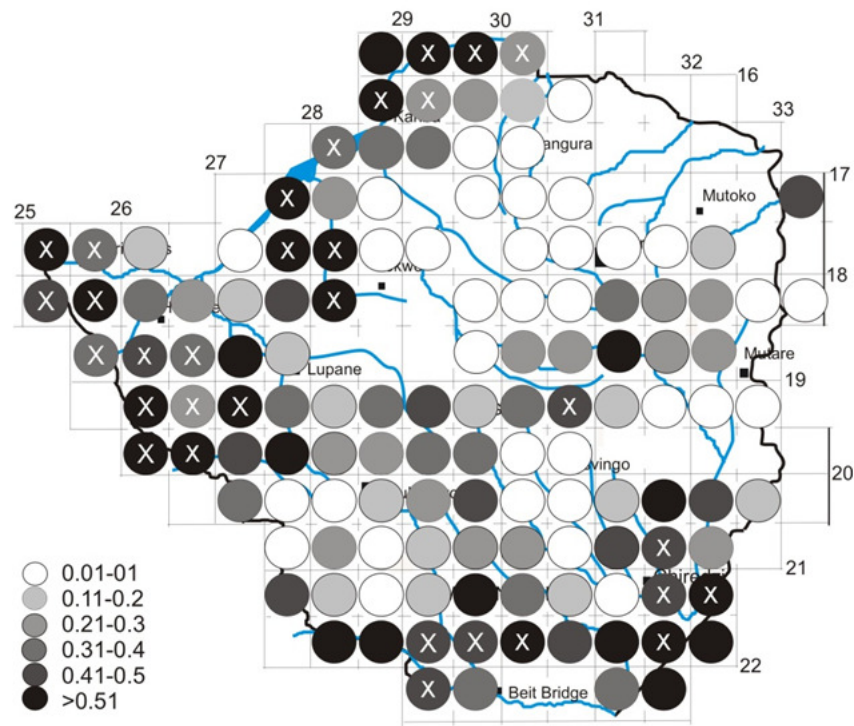 29 30 31
X X X
32 16
X X
28 33
X angura
27 17
X Mutoko
25 26
X X X X
18
X X X
X X X Mutare
Lupane
19
X X X X
X X
vingo
20
X
0.01-01 21
0.11-0.2 X X
0.21-0.3
0.31-0.4 X X X X
0.41-0.5 22
>0.51 X Beit Bridge